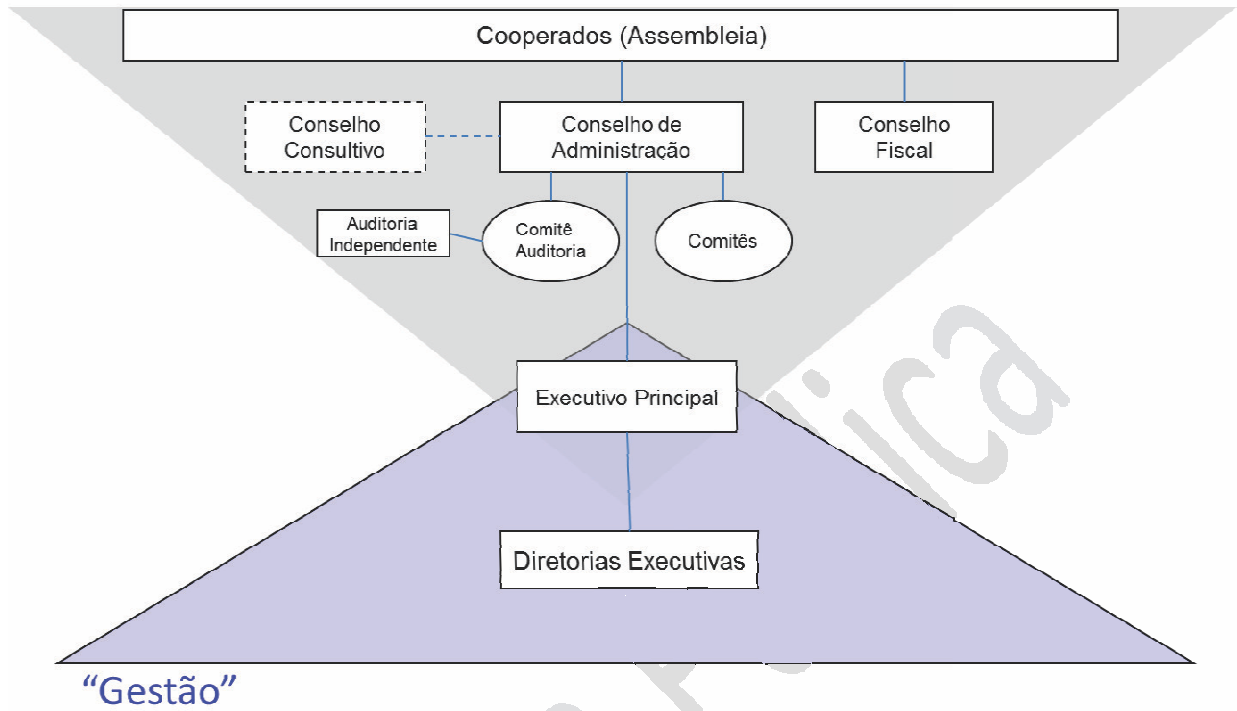 Cooperados (Assembleia)
Conselho
Consultivo
Conselho de
Administração
Conselho
Fiscal
Auditoria
Independente
Comitê
Auditoria
Comitês
Executivo Principal
Diretorias Executivas
“Gestão”